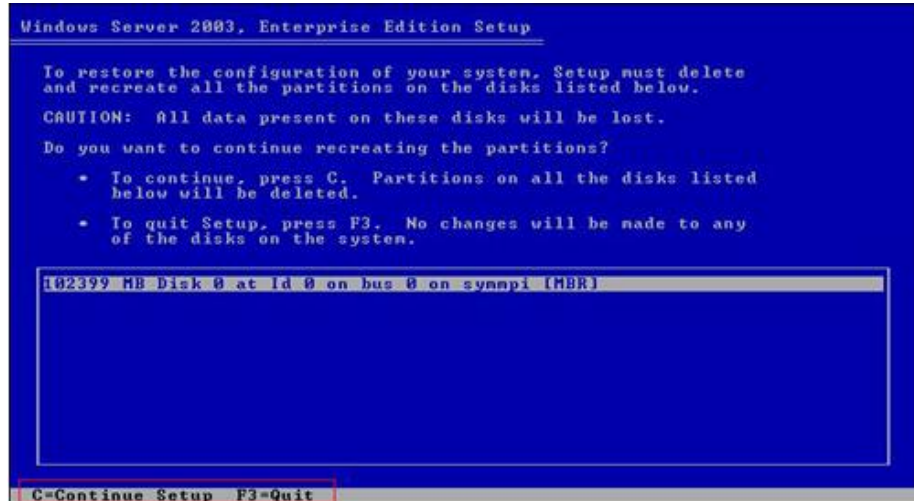 Windows Server 2003, Enterprise Edition Setup
To restore the configuration of your system, Setup must delete
and recreate all the partitions on the disks listed below.
CAUTION: All data present on these disks will be lost.
Do you want to continue recreating the partitions?
• To continue, press C. Partitions on all the disks listed
below will be deleted.
• To quit Setup, press F3. No changes will be made to any
of the disks on the system.
102399 MB Disk 0 at Id 0 on bus 0 on symmpi [MBR]
C=Continue Setup F3=Quit